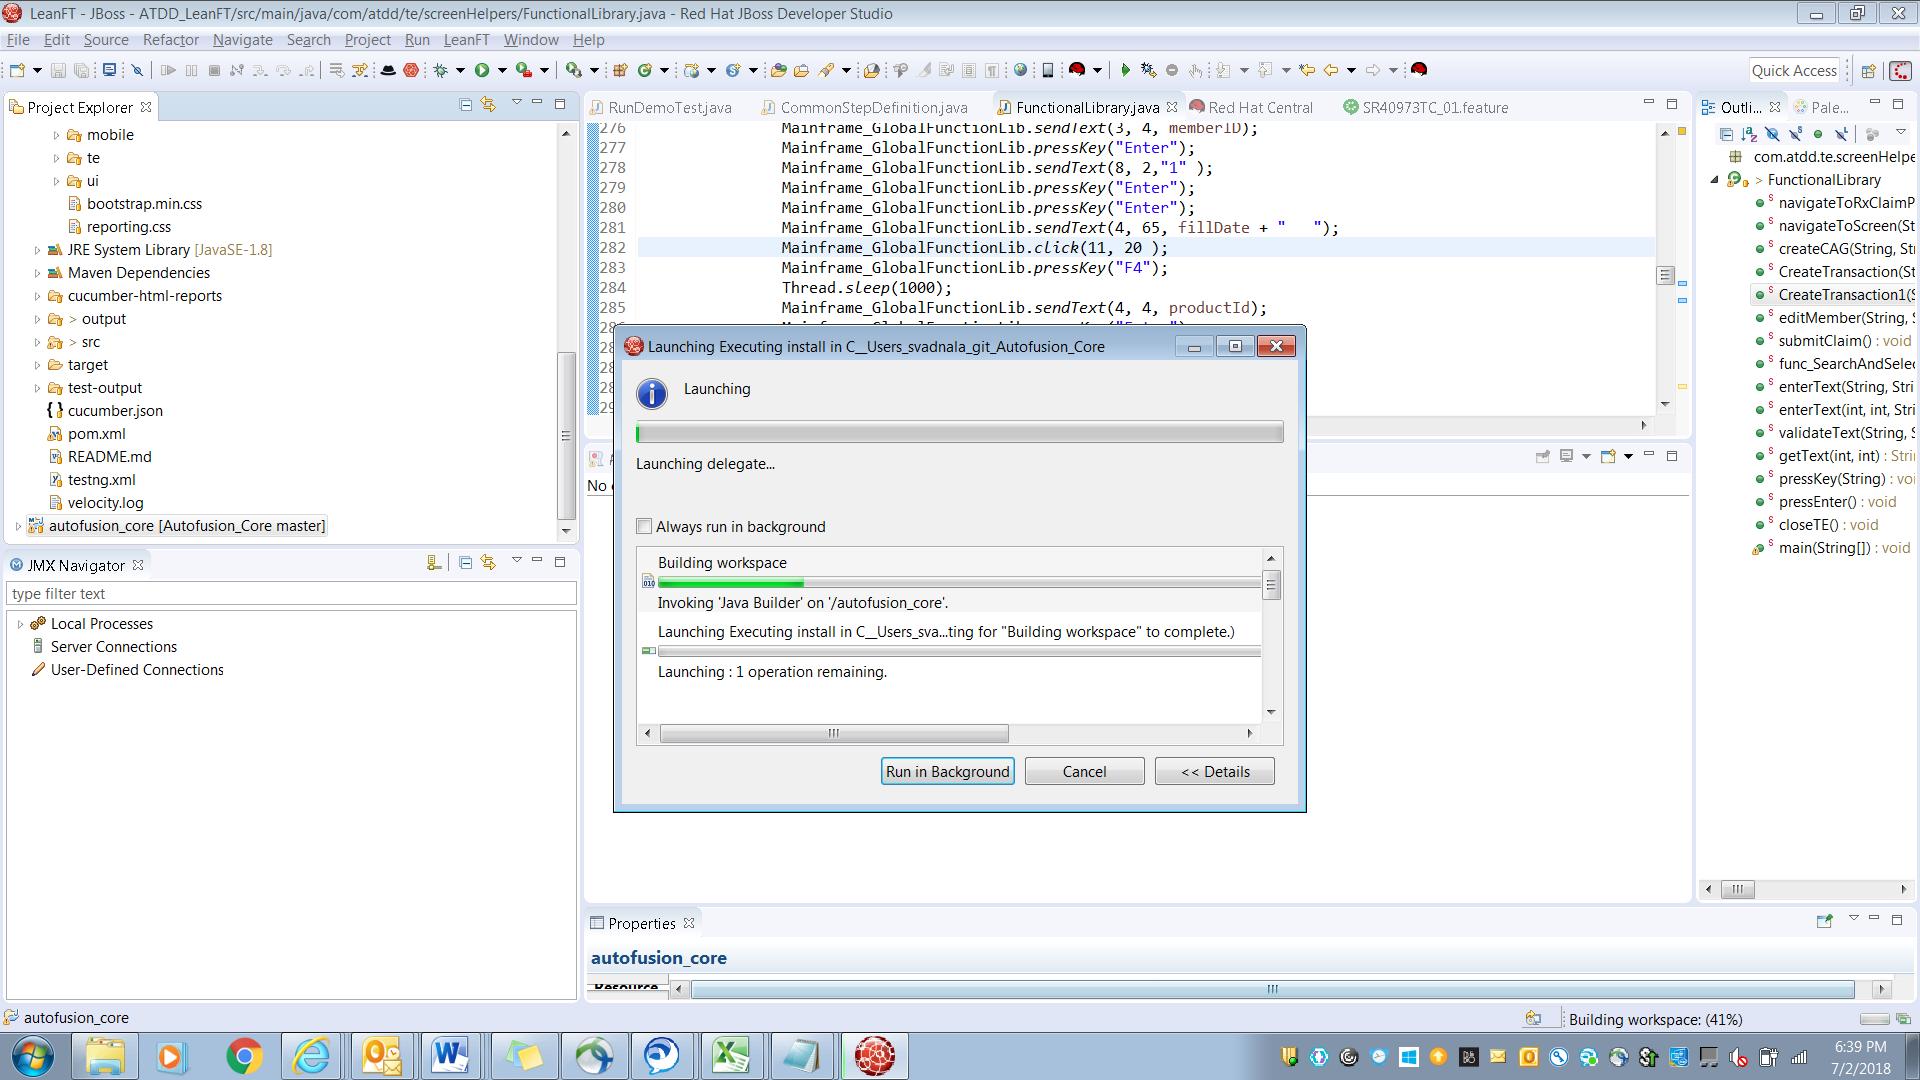 LeanFT - JBoss - ATDD_LeanFT/src/main/java/com/atdd/te/screenHelpers/FunctionalLibrary.java - Red Hat JBoss Developer Studio
File Edit Source Refactor Navigate Search Project Run LeanFT Window Help
Quick Access
Project Explorer
mobile
te
ui
bootstrap.min.css
reporting.css
JRE System Library [JavaSE-1.8]
Maven Dependencies
cucumber-html-reports
> output
> src
target
test-output
cucumber.json
pom.xml
README.md
testng.xml
velocity.log
autofusion_core [Autofusion_Core master]
JMX Navigator
type filter text
Local Processes
Server Connections
User-Defined Connections
RunDemoTest.java CommonStepDefinition.java FunctionalLibrary.java Red Hat Central SR40973TC_01.feature
276 Mainframe_GlobalFunctionLib.sendText(3, 4, memberID);
277 Mainframe_GlobalFunctionLib.pressKey("Enter");
278 Mainframe_GlobalFunctionLib.sendText(8, 2,"1" );
279 Mainframe_GlobalFunctionLib.pressKey("Enter");
280 Mainframe_GlobalFunctionLib.pressKey("Enter");
281 Mainframe_GlobalFunctionLib.sendText(4, 65, fillDate + "   ");
282 Mainframe_GlobalFunctionLib.click(11, 20 );
283 Mainframe_GlobalFunctionLib.pressKey("F4");
284 Thread.sleep(1000);
285 Mainframe_GlobalFunctionLib.sendText(4, 4, productId);
No
Launching Executing install in C__Users_svadnala_git_Autofusion_Core
Launching
Launching delegate...
Always run in background
Building workspace
Invoking 'Java Builder' on '/autofusion_core'.
Launching Executing install in C__Users_sva...ting for "Building workspace" to complete.)
Launching : 1 operation remaining.
Run in Background Cancel << Details
Outli... Pale...
com.atdd.te.screenHelpe
> FunctionalLibrary
navigateToRxClaimP
navigateToScreen(St
createCAG(String, Str
CreateTransaction(St
CreateTransaction1(S
editMember(String, S
submitClaim() : void
func_SearchAndSelec
enterText(String, Stri
enterText(int, int, Stri
validateText(String, S
getText(int, int) : Strin
pressKey(String) : voi
pressEnter() : void
closeTE() : void
main(String[]) : void
Properties
autofusion_core
Resource
autofusion_core
Building workspace: (41%)
6:39 PM
7/2/2018